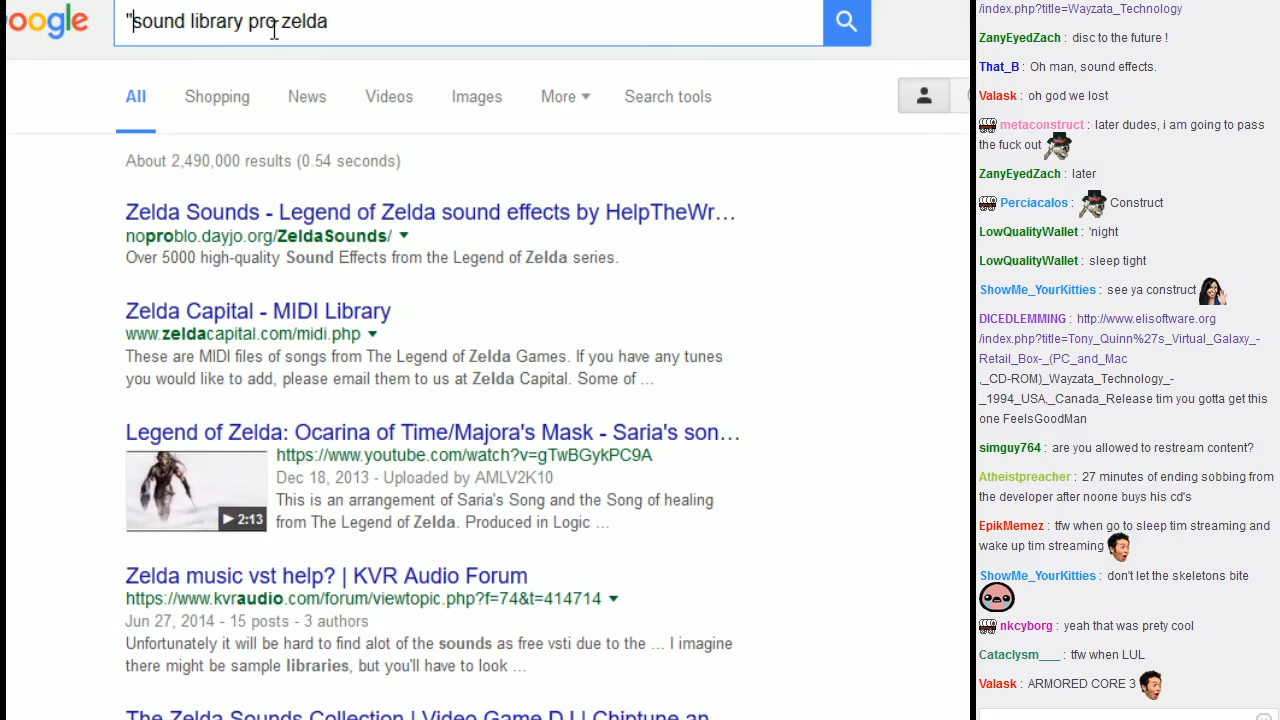 oogle
"sound library pro zelda
All Shopping News Videos Images More Search tools
About 2,490,000 results (0.54 seconds)
Zelda Sounds - Legend of Zelda sound effects by HelpTheWr…
noproblo.dayjo.org/ZeldaSounds/
Over 5000 high-quality Sound Effects from the Legend of Zelda series.
Zelda Capital - MIDI Library
www.zeldacapital.com/midi.php
These are MIDI files of songs from The Legend of Zelda Games. If you have any tunes
you would like to add, please email them to us at Zelda Capital. Some of ...
Legend of Zelda: Ocarina of Time/Majora's Mask - Saria's son…
https://www.youtube.com/watch?v=gTwBGykPC9A
Dec 18, 2013 - Uploaded by AMLV2K10
This is an arrangement of Saria's Song and the Song of healing
from The Legend of Zelda. Produced in Logic ...
2:13
Zelda music vst help? | KVR Audio Forum
https://www.kvraudio.com/forum/viewtopic.php?f=74&t=414714
Jun 27, 2014 - 15 posts - 3 authors
Unfortunately it will be hard to find alot of the sounds as free vsti due to the ... I imagine
there might be sample libraries, but you'll have to look ...
The Zelda Sounds Collection | Video Game DJ | Chiptune an
/index.php?title=Wayzata_Technology
ZanyEyedZach : disc to the future !
That_B : Oh man, sound effects.
Valask : oh god we lost
metaconstruct : later dudes, i am going to pass
the fuck out
ZanyEyedZach : later
Perciacalos : Construct
LowQualityWallet : 'night
LowQualityWallet : sleep tight
ShowMe_YourKitties : see ya construct
DICEDLEMMING : http://www.elisoftware.org
/index.php?title=Tony_Quinn%27s_Virtual_Galaxy_-
Retail_Box-_(PC_and_Mac
,_CD-ROM)_Wayzata_Technology_-
_1994_USA,_Canada_Release tim you gotta get this
one FeelsGoodMan
simguy764 : are you allowed to restream content?
Atheistpreacher : 27 minutes of ending sobbing from
the developer after noone buys his cd's
EpikMemez : tfw when go to sleep tim streaming and
wake up tim streaming
ShowMe_YourKitties : don't let the skeletons bite
nkcyborg : yeah that was prety cool
Cataclysm___ : tfw when LUL
Valask : ARMORED CORE 3